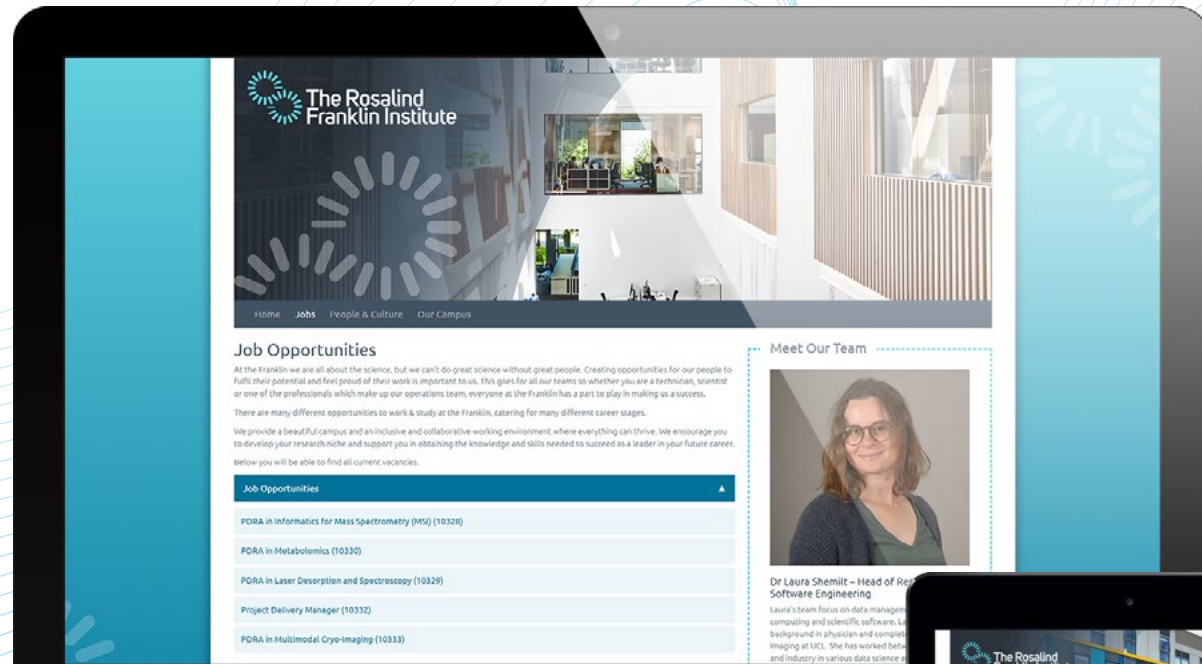 The Rosalind
Franklin Institute
Home Jobs People & Culture Our Campus
Job Opportunities
At the Franklin we are all about the science, but we can't do great science without great people. Creating opportunities for our people to
fulfil their potential and feel proud of their work is important to us. This goes for all our teams so whether you are a technician, scientist
or one of the professionals which make up our operations team, everyone at the Franklin has a part to play in making us a success.
There are many different opportunities to work & study at the Franklin, catering for many different career stages.
We provide a beautiful campus and an inclusive and collaborative working environment where everything can thrive. We encourage you
to develop your research niche and support you in obtaining the knowledge and skills needed to succeed as a leader in your future career.
Below you will be able to find all current vacancies.
Job Opportunities
PDRA in Informatics for Mass Spectrometry (MSI) (10328)
PDRA in Metabolomics (10330)
PDRA in Laser Desorption and Spectroscopy (10329)
Project Delivery Manager (10332)
PDRA in Multimodal Cryo-Imaging (10333)
Meet Our Team
Dr Laura Shemilt – Head of Re
Software Engineering
Laura's team focus on data managem
computing and scientific software. La
background in physician and complet
Imaging at UCL. She has worked betw
and industry in various data science a
The Rosalind